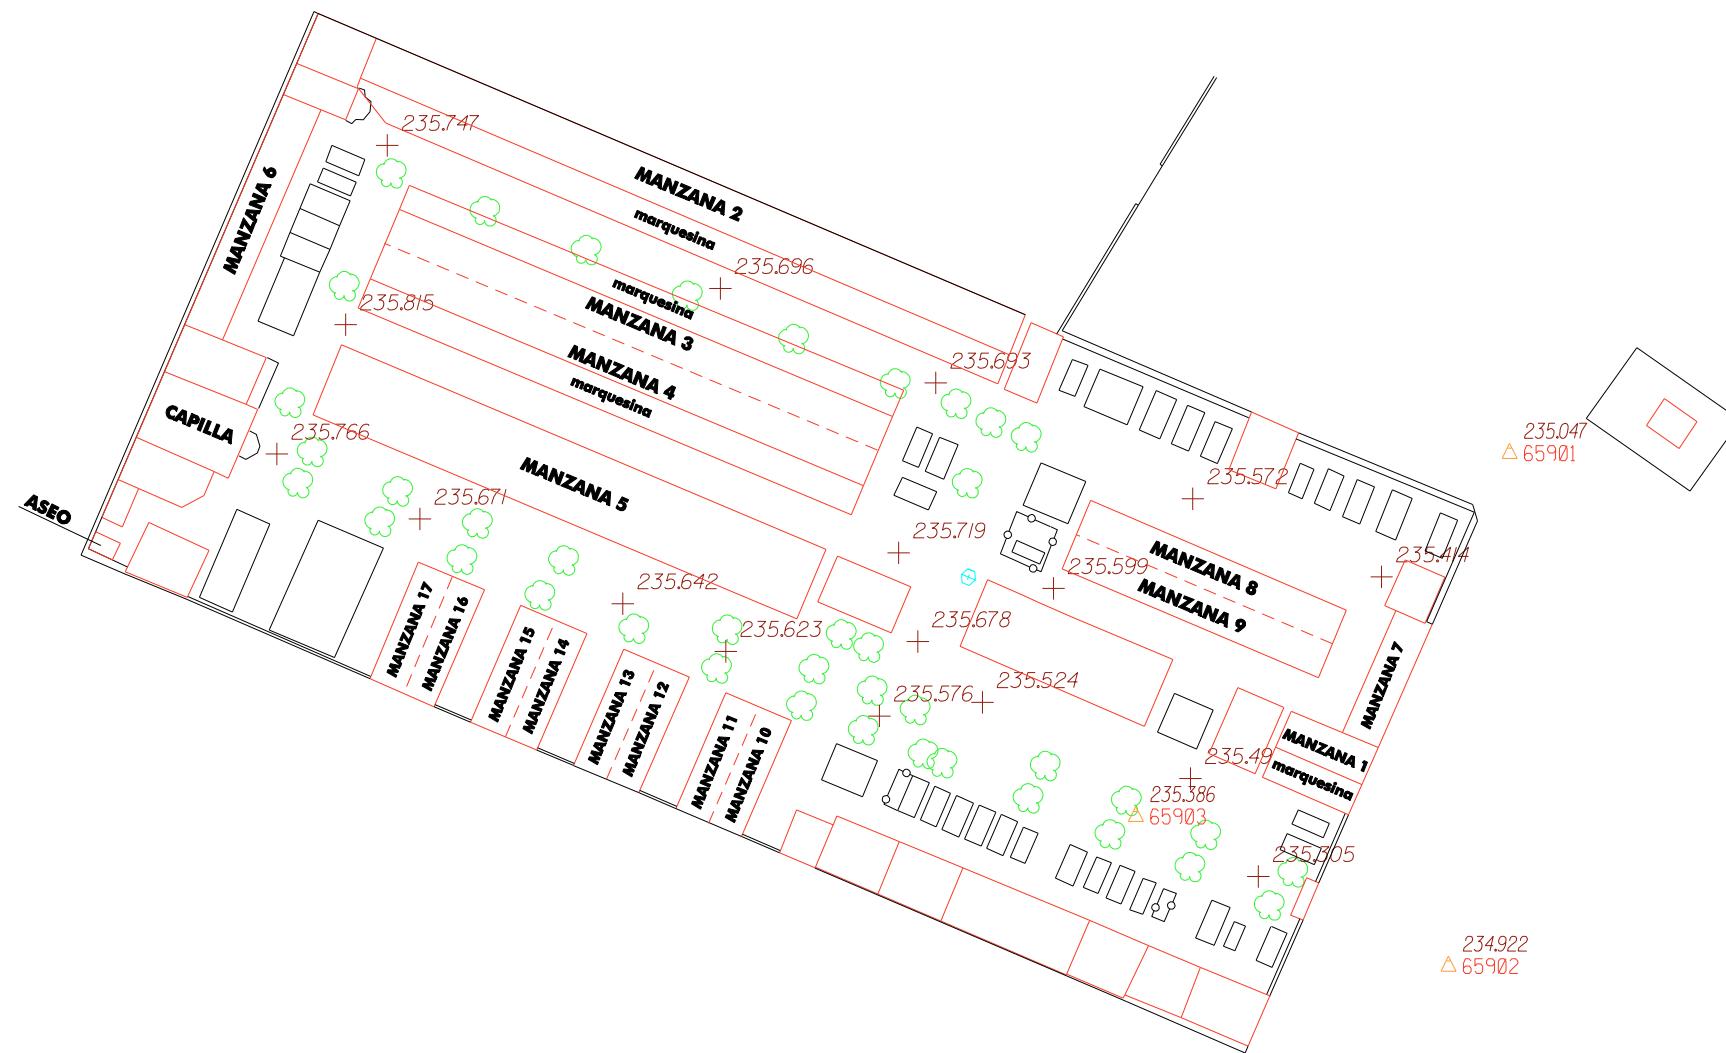 235.747
MANZANA 2
marquesina
MANZANA 6
235.696
marquesina
MANZANA 3
235.815
MANZANA 4
marquesina
235.693
CAPILLA
235.766
MANZANA 5
235.671
235.572
235.047
65901
ASEO
235.719
235.414
MANZANA 8
235.599
MANZANA 9
235.642
235.678
235.623
MANZANA 17
MANZANA 16
MANZANA 15
MANZANA 14
MANZANA 13
MANZANA 12
MANZANA 11
MANZANA 10
MANZANA 7
235.576
235.524
235.49
MANZANA 1
marquesina
235.386
65903
235.305
234.922
65902